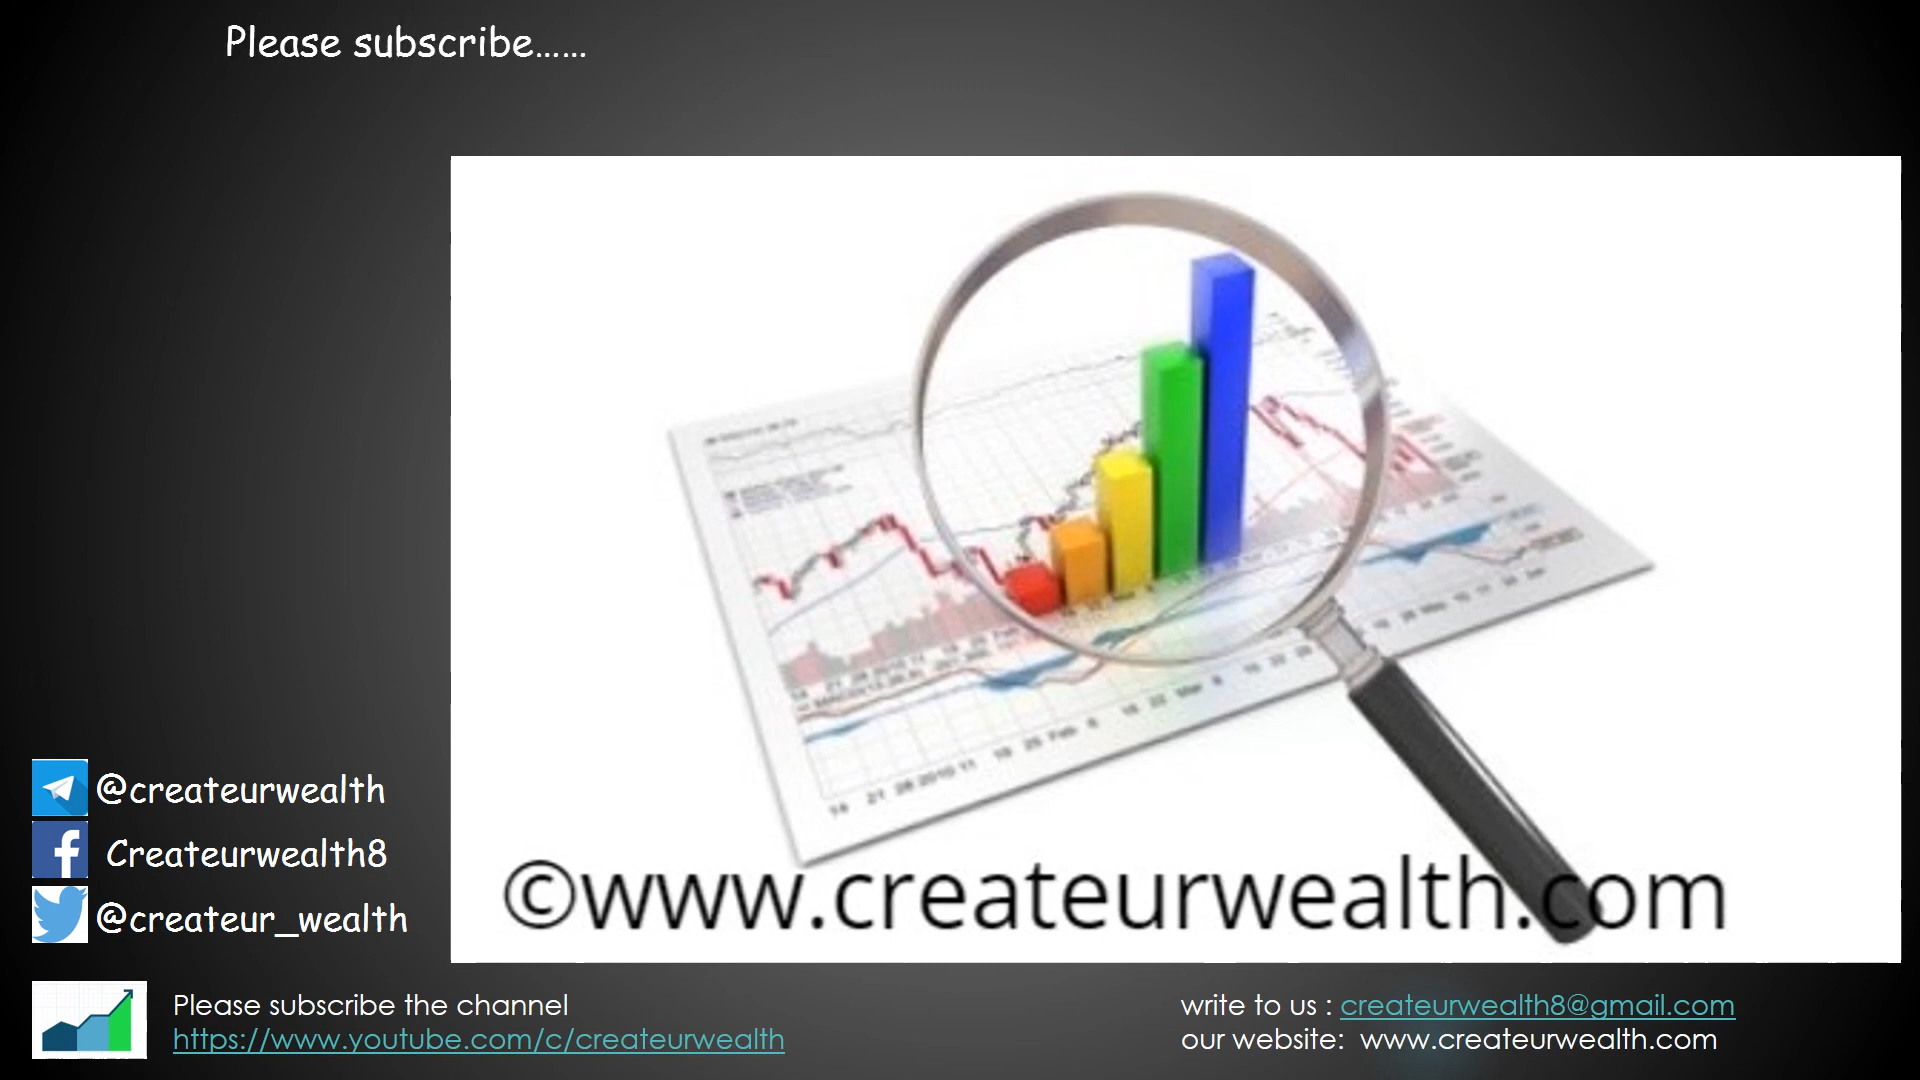 Please subscribe......
©www.createurwealth.com
@createurwealth
Createurwealth8
@createur_wealth
Please subscribe the channel
https://www.youtube.com/c/createurwealth
write to us : createurwealth8@gmail.com
our website: www.createurwealth.com